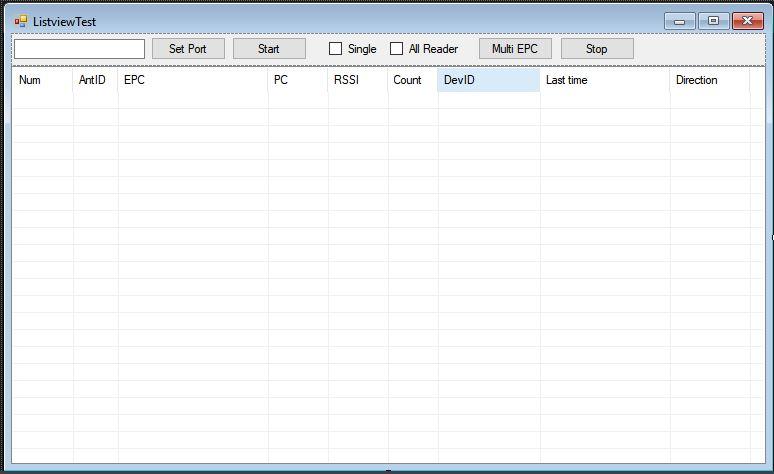 ListviewTest
Set Port Start Single All Reader Multi EPC Stop
Num AntID EPC PC RSSI Count DevID Last time Direction